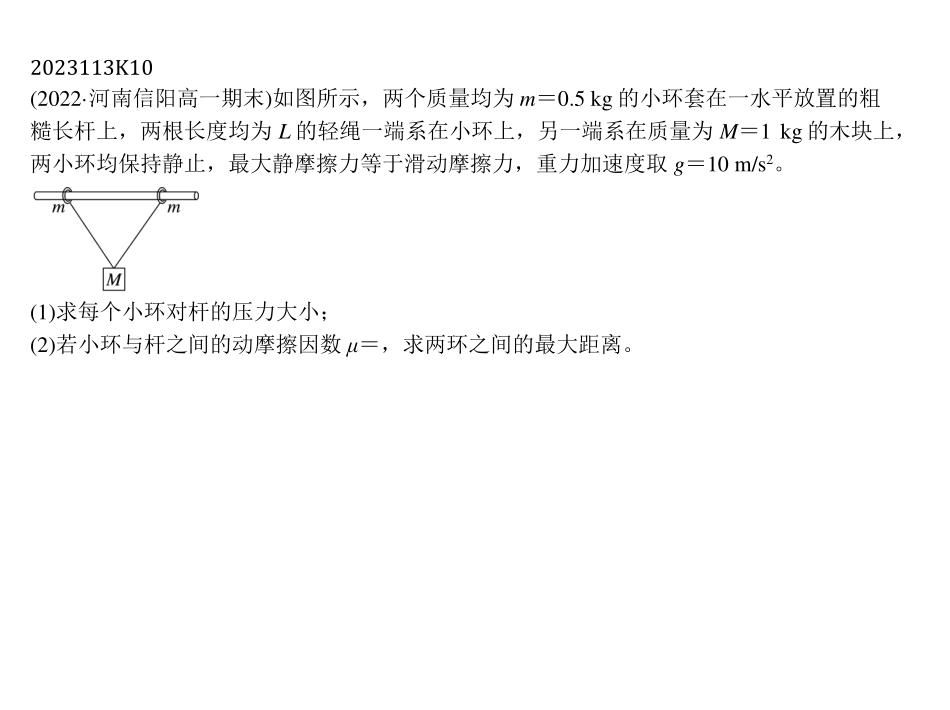 2023113K10
(2022·河南信阳高一期末)如图所示，两个质量均为 m＝0.5 kg 的小环套在一水平放置的粗
糙长杆上，两根长度均为 L 的轻绳一端系在小环上，另一端系在质量为 M＝1 kg 的木块上，
两小环均保持静止，最大静摩擦力等于滑动摩擦力，重力加速度取 g＝10 m/s²。
m m
M
(1)求每个小环对杆的压力大小；
(2)若小环与杆之间的动摩擦因数 μ＝，求两环之间的最大距离。